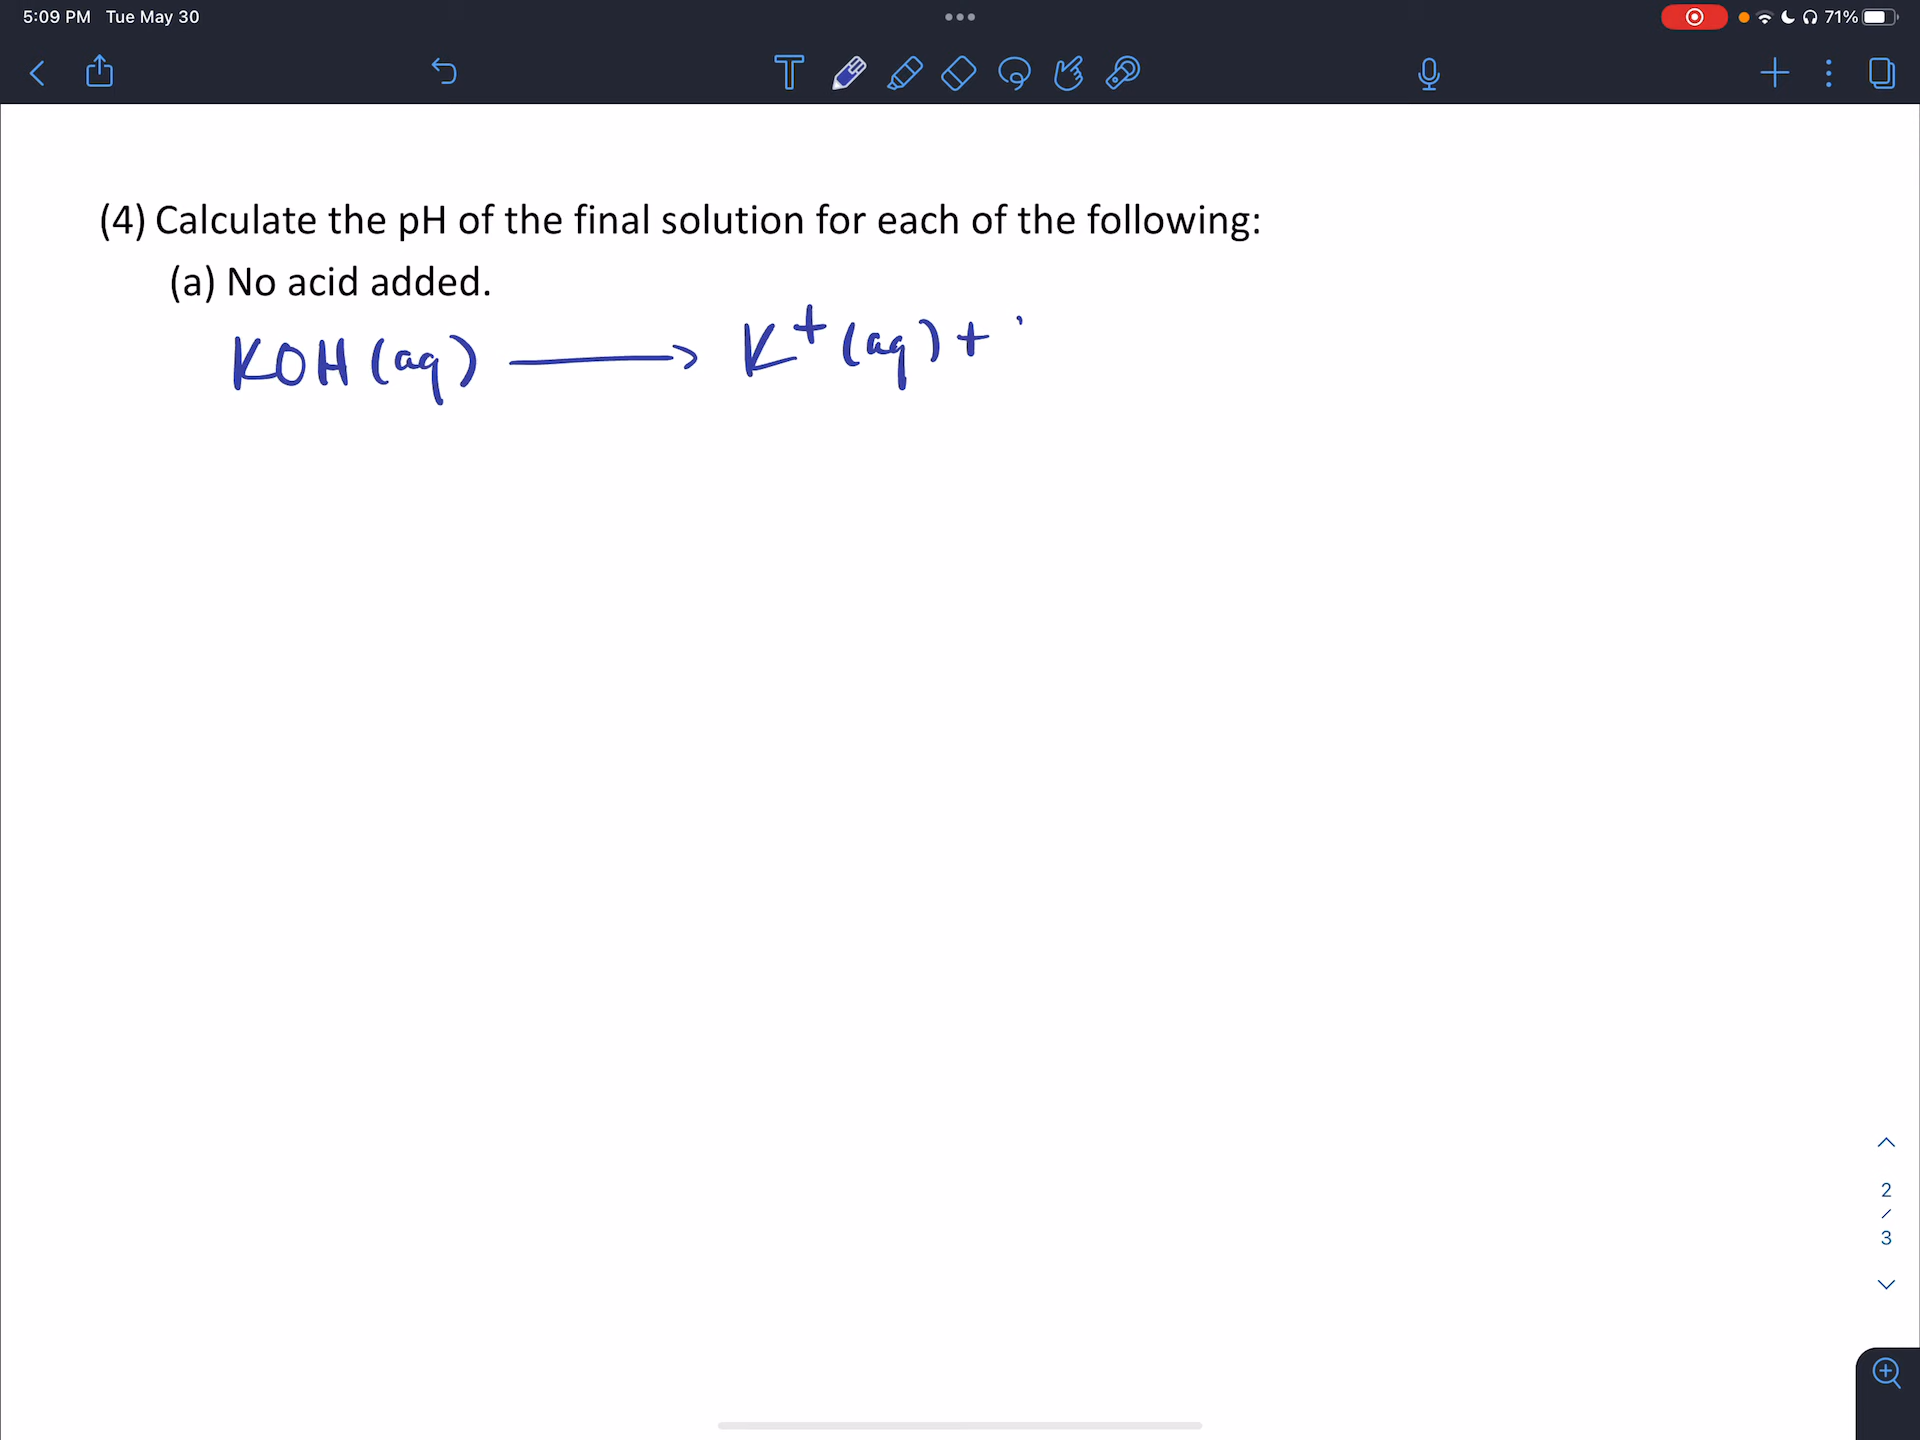 5:09 PM Tue May 30
71%
(4) Calculate the pH of the final solution for each of the following:
(a) No acid added.
KOH (aq) ⟶ K⁺ (aq) +
2
/
3